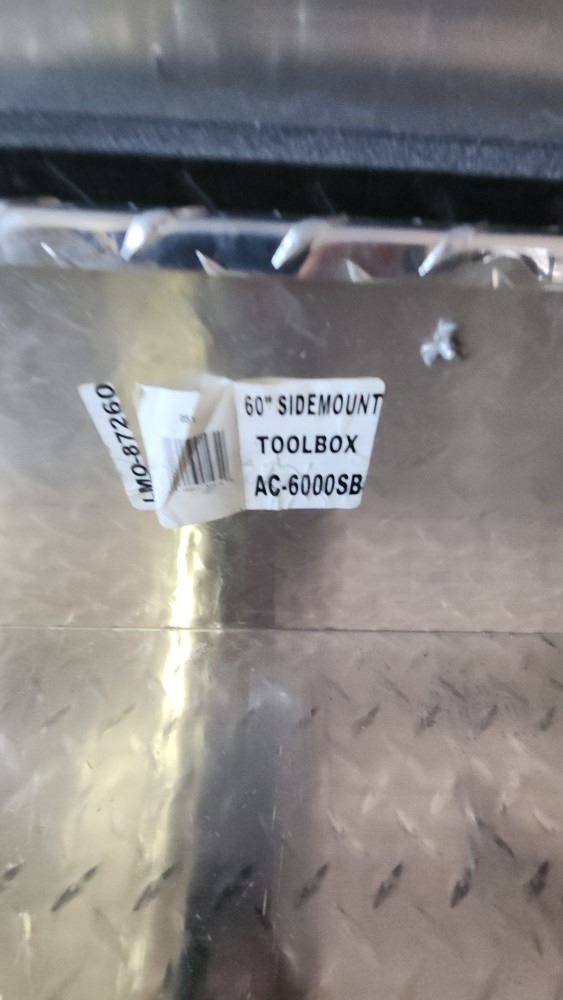 60" SIDEMOUNT
TOOLBOX
AC-6000SB
LMO-87260